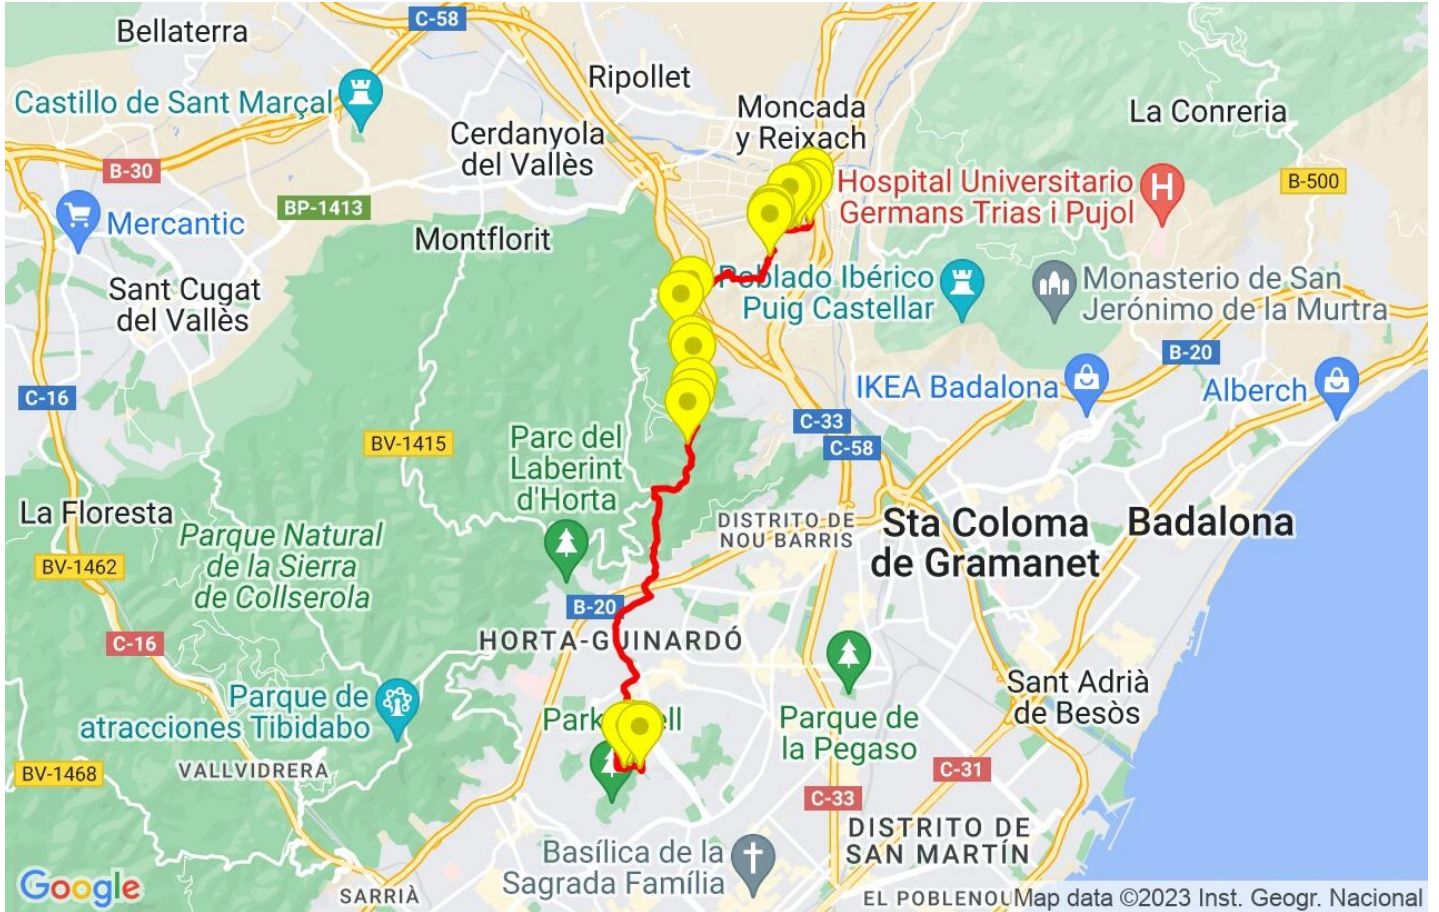 C-58
Bellaterra
Ripollet
Castillo de Sant Marçal
Moncada
y Reixach
La Conreria
Cerdanyola
del Vallès
B-30
Hospital Universitario
Germans Trias i Pujol
H
B-500
BP-1413
Mercantic
Montflorit
Poblado Ibérico
Puig Castellar
Monasterio de San
Jerónimo de la Murtra
Sant Cugat
del Vallès
B-20
IKEA Badalona
Alberch
C-16
C-33
C-58
BV-1415
Parc del
Laberint
d'Horta
La Floresta
Parque Natural
de la Sierra
de Collserola
DISTRITO DE
NOU BARRIS
Sta Coloma
de Gramanet
Badalona
BV-1462
B-20
C-16
HORTA-GUINARDÓ
Parque de
atracciones Tibidabo
Sant Adrià
de Besòs
Park
ell
Parque de
la Pegaso
BV-1468
VALLVIDRERA
C-31
C-33
DISTRITO DE
SAN MARTÍN
Basílica de la
Sagrada Família
Google
SARRIÀ
EL POBLENOU
Map data ©2023 Inst. Geogr. Nacional